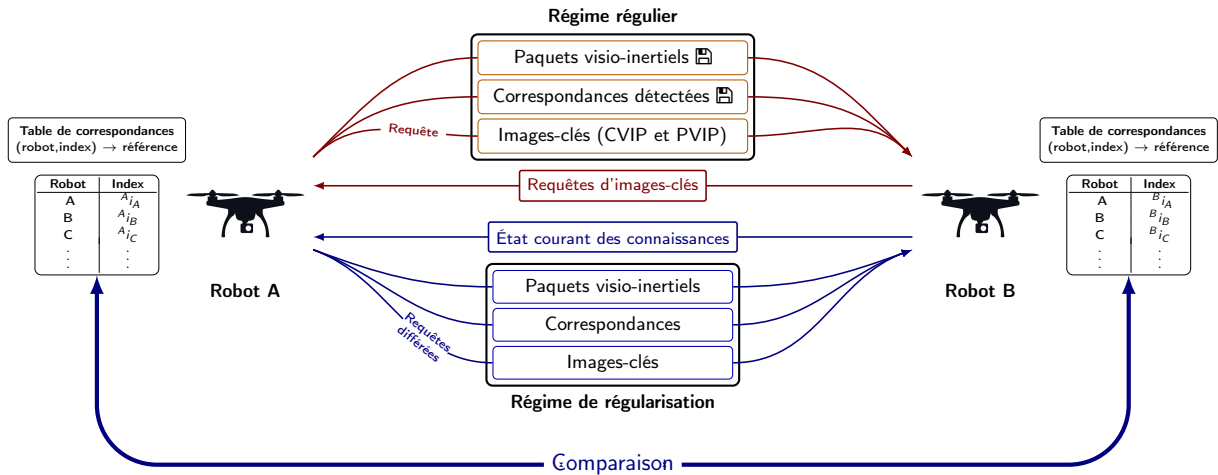 Régime régulier
Paquets visio-inertiels
Correspondances détectées
Requête
Images-clés (CVIP et PVIP)
Table de correspondances
(robot,index) → référence
Robot Index
A ᴬi_A
B ᴬi_B
C ᴬi_C
. .
. .
. .
Robot A
Requêtes d'images-clés
État courant des connaissances
Table de correspondances
(robot,index) → référence
Robot Index
A ᴮi_A
B ᴮi_B
C ᴮi_C
. .
. .
. .
Robot B
Paquets visio-inertiels
Correspondances
Requêtes
différées
Images-clés
Régime de régularisation
Comparaison